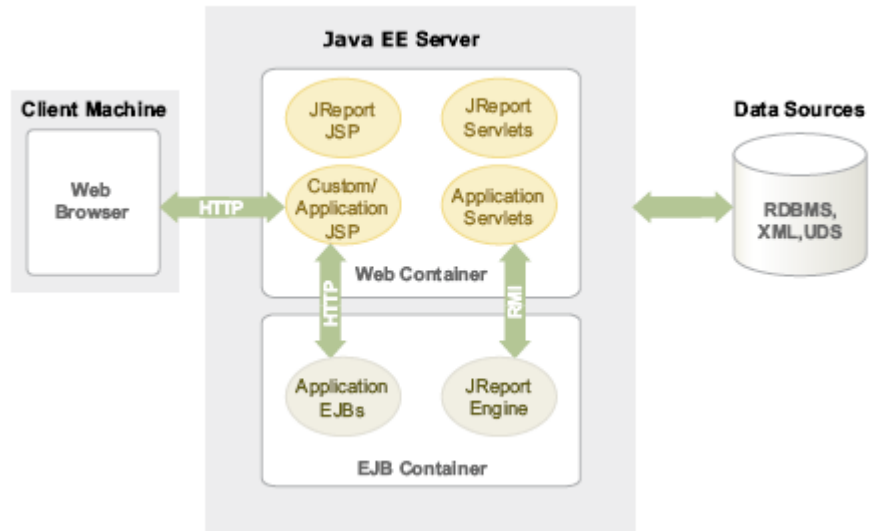 Java EE Server
Client Machine
Web
Browser
HTTP
JReport
JSP
JReport
Servlets
Custom/
Application
JSP
Application
Servlets
Web Container
HTTP
RMI
Application
EJBs
JReport
Engine
EJB Container
Data Sources
RDBMS,
XML,UDS